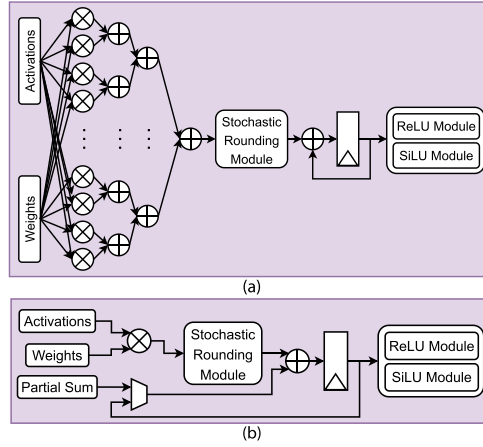 Activations
Weights
Stochastic
Rounding
Module
ReLU Module
SiLU Module
(a)
Activations
Weights
Partial Sum
Stochastic
Rounding
Module
ReLU Module
SiLU Module
(b)